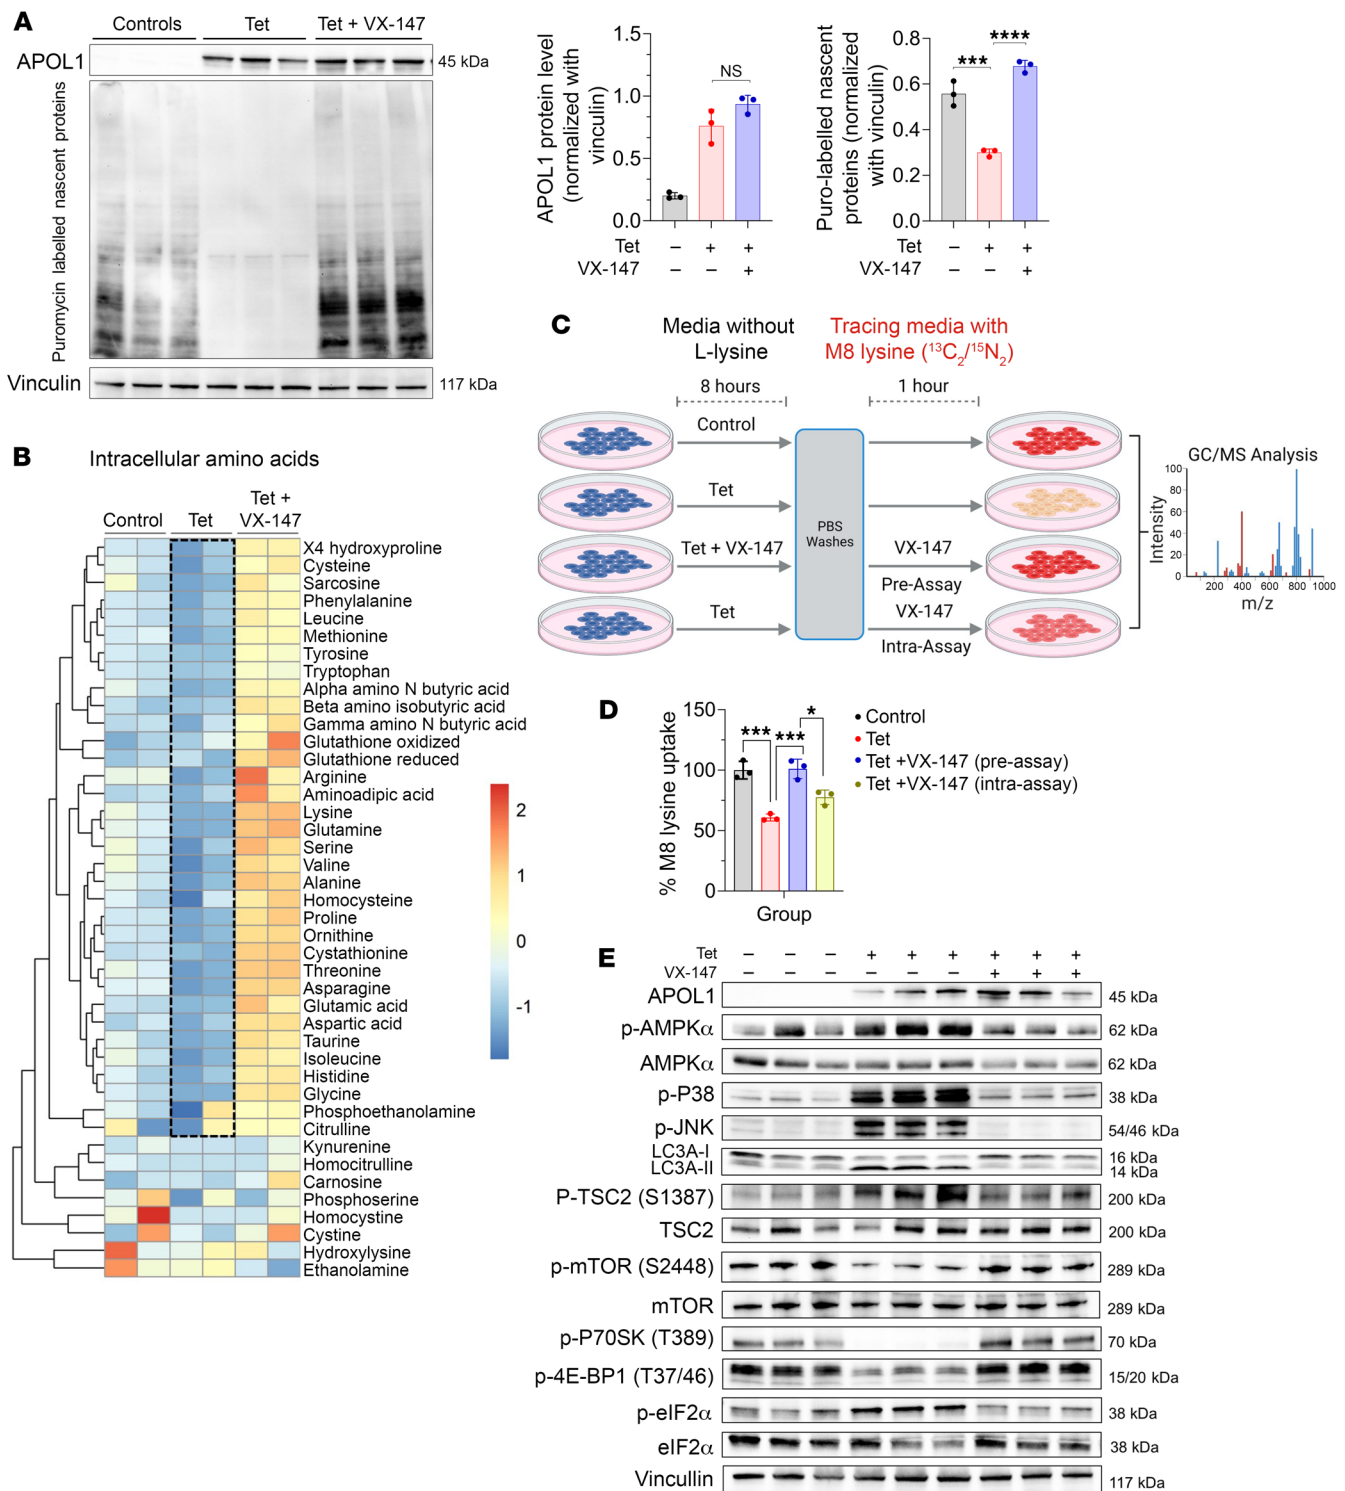 A
Controls
Tet
Tet + VX-147
APOL1
45 kDa
Puromycin labelled nascent proteins
Vinculin
117 kDa
APOL1 protein level
(normalized with
vinculin)
1.5
1.0
0.5
0.0
NS
Tet
– + +
VX-147
– – +
Puro-labelled nascent
proteins (normalized
with vinculin)
0.8
0.6
0.4
0.2
0.0
***
****
Tet
– + +
VX-147
– – +
B
Intracellular amino acids
Control
Tet
Tet +
VX-147
X4 hydroxyproline
Cysteine
Sarcosine
Phenylalanine
Leucine
Methionine
Tyrosine
Tryptophan
Alpha amino N butyric acid
Beta amino isobutyric acid
Gamma amino N butyric acid
Glutathione oxidized
Glutathione reduced
Arginine
Aminoadipic acid
Lysine
Glutamine
Serine
Valine
Alanine
Homocysteine
Proline
Ornithine
Cystathionine
Threonine
Asparagine
Glutamic acid
Aspartic acid
Taurine
Isoleucine
Histidine
Glycine
Phosphoethanolamine
Citrulline
Kynurenine
Homocitrulline
Carnosine
Phosphoserine
Homocystine
Cystine
Hydroxylysine
Ethanolamine
2
1
0
-1
C
Media without
L-lysine
Tracing media with
M8 lysine (¹³C₂/¹⁵N₂)
8 hours
1 hour
Control
Tet
Tet + VX-147
Tet
PBS
Washes
VX-147
Pre-Assay
VX-147
Intra-Assay
GC/MS Analysis
Intensity
100
80
60
40
20
0
200 400 600 800 1000
m/z
D
% M8 lysine uptake
150
100
50
0
***
***
*
Group
Control
Tet
Tet +VX-147 (pre-assay)
Tet +VX-147 (intra-assay)
E
Tet – – – + + + + + +
VX-147 – – – – – – + + +
APOL1 45 kDa
p-AMPKα 62 kDa
AMPKα 62 kDa
p-P38 38 kDa
p-JNK 54/46 kDa
LC3A-I 16 kDa
LC3A-II 14 kDa
P-TSC2 (S1387) 200 kDa
TSC2 200 kDa
p-mTOR (S2448) 289 kDa
mTOR 289 kDa
p-P70SK (T389) 70 kDa
p-4E-BP1 (T37/46) 15/20 kDa
p-eIF2α 38 kDa
eIF2α 38 kDa
Vincullin 117 kDa